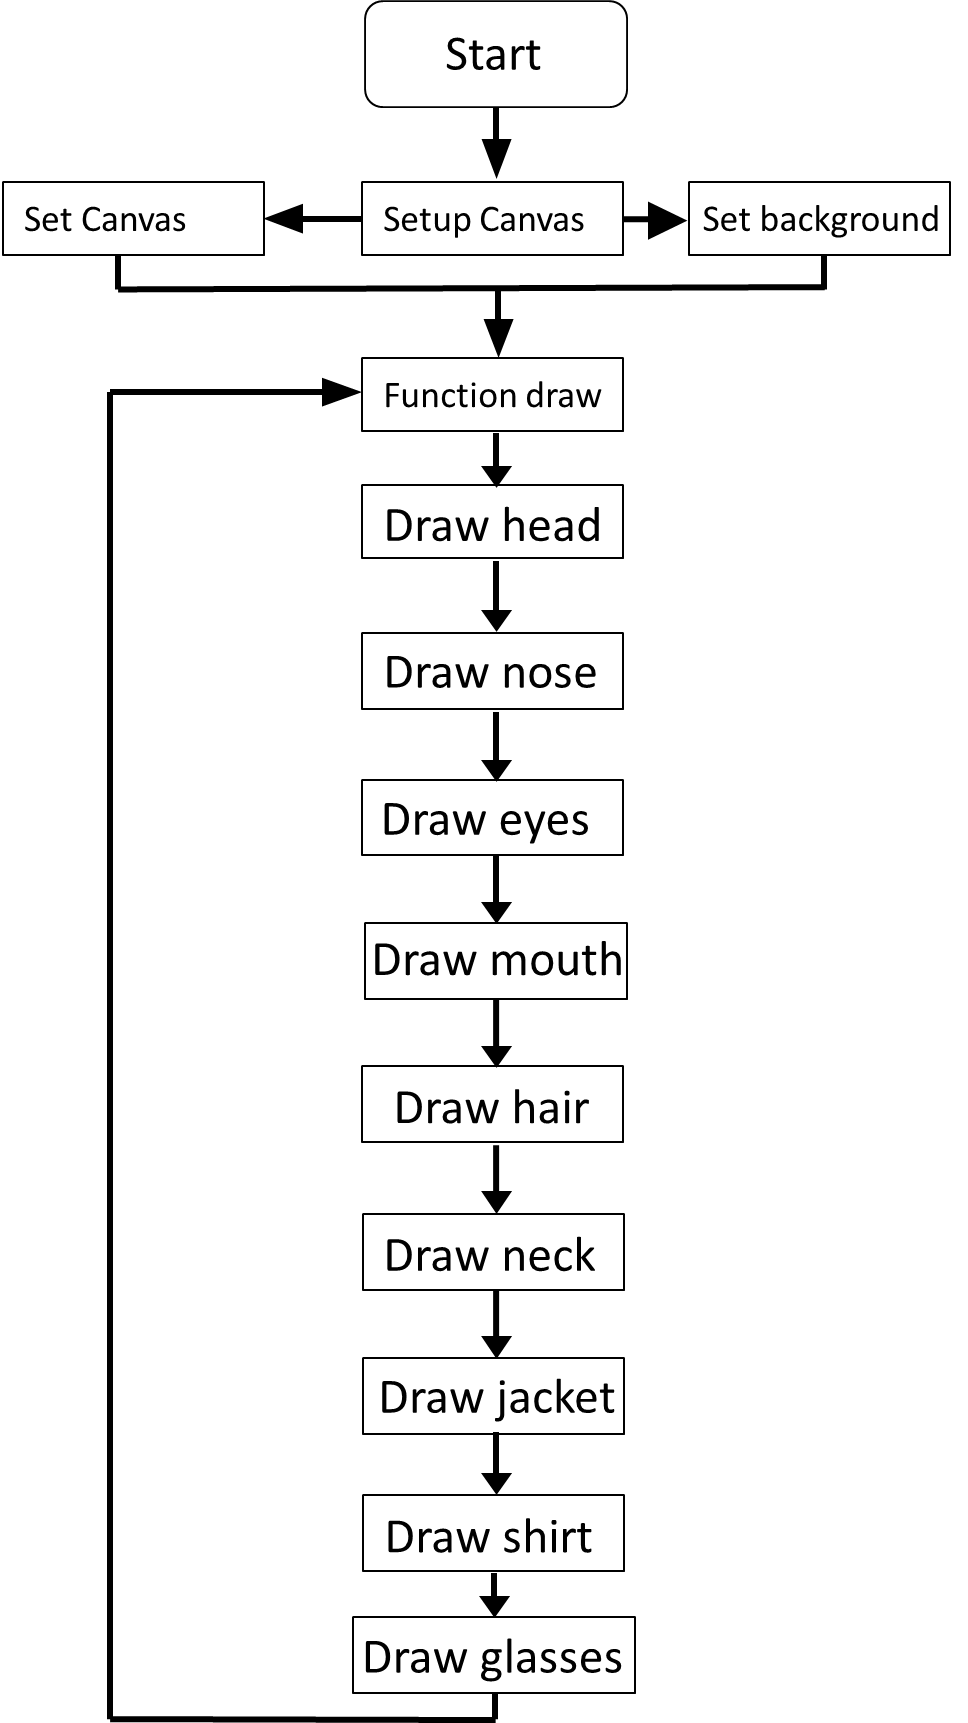 Start
Set Canvas
Setup Canvas
Set background
Function draw
Draw head
Draw nose
Draw eyes
Draw mouth
Draw hair
Draw neck
Draw jacket
Draw shirt
Draw glasses